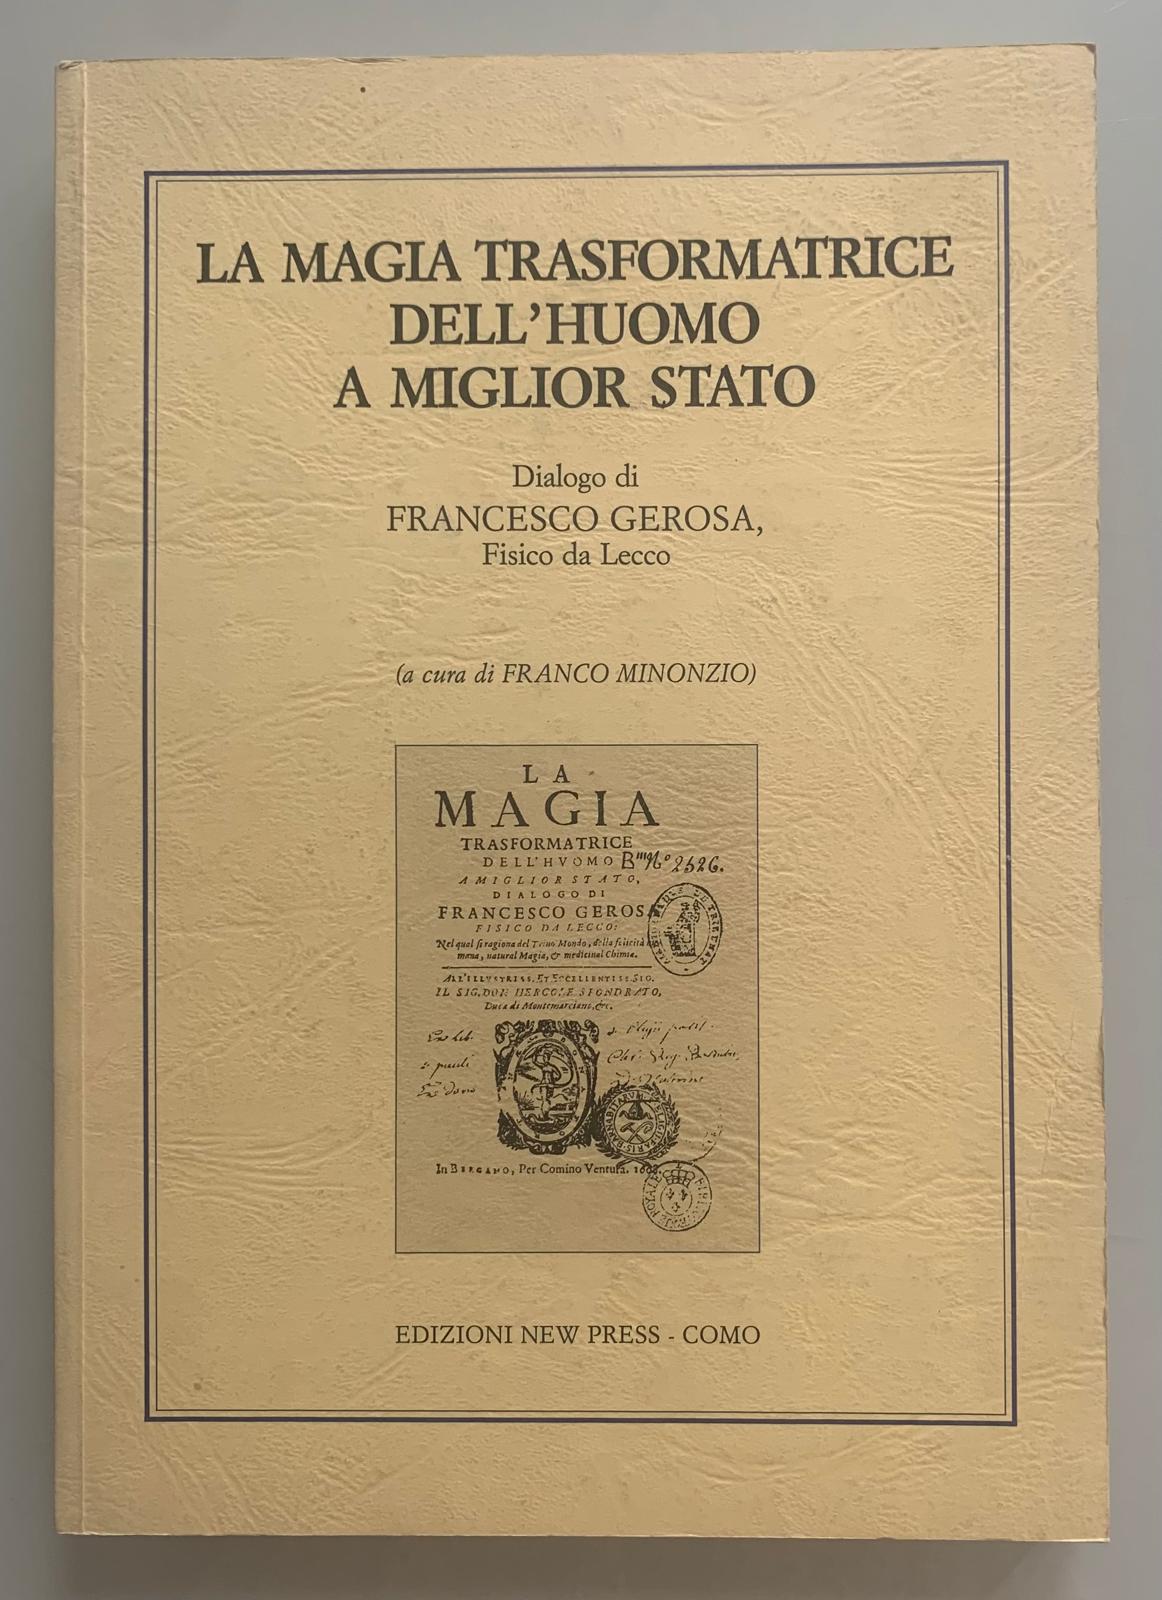 LA MAGIA TRASFORMATRICE
DELL'HUOMO
A MIGLIOR STATO
Dialogo di
FRANCESCO GEROSA,
Fisico da Lecco
(a cura di FRANCO MINONZIO)
LA
MAGIA
TRASFORMATRICE
DELL'HVOMO
A MIGLIOR STATO,
DIALOGO DI
FRANCESCO GEROSA
FISICO DA LECCO:
Nel qual si ragiona del Trino Mondo, della felicità
mana, natural Magia, & medicinal Chimia.
ALL'ILLVSTRISS. ET ECCELLENTISS. SIG.
IL SIG. DON HERCOLE SFONDRATO,
Duca di Montemarciano, &c.
In BERGAMO, Per Comino Ventura. 1608.
EDIZIONI NEW PRESS - COMO